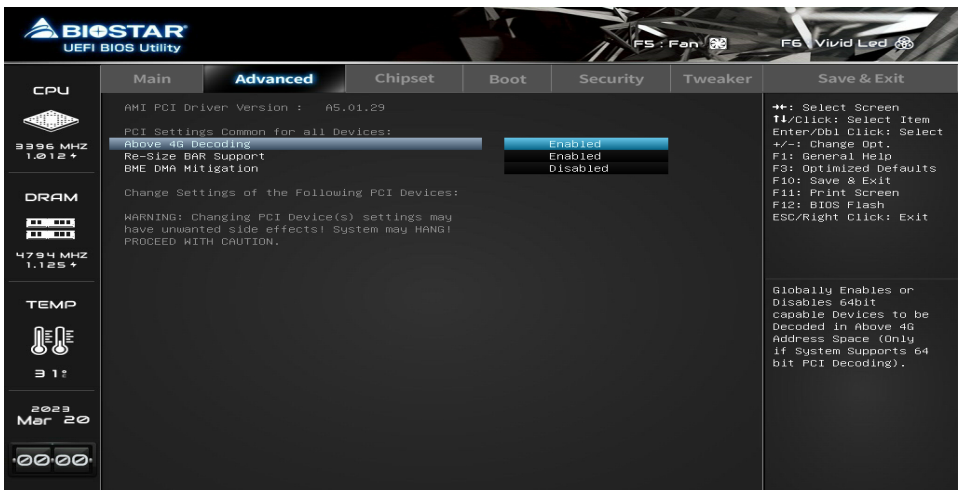 BIOSTAR
UEFI BIOS Utility
F5 : Fan
F6 Vivid Led
Main Advanced Chipset Boot Security Tweaker Save & Exit
CPU
3396 MHZ
1.012
DRAM
4794 MHZ
1.125
TEMP
31
2023
Mar 20
00:00
AMI PCI Driver Version : A5.01.29
PCI Settings Common for all Devices:
Above 4G Decoding Enabled
Re-Size BAR Support Enabled
BME DMA Mitigation Disabled
Change Settings of the Following PCI Devices:
WARNING: Changing PCI Device(s) settings may
have unwanted side effects! System may HANG!
PROCEED WITH CAUTION.
→←: Select Screen
↑↓/Click: Select Item
Enter/Dbl Click: Select
+/-: Change Opt.
F1: General Help
F3: Optimized Defaults
F10: Save & Exit
F11: Print Screen
F12: BIOS Flash
ESC/Right Click: Exit
Globally Enables or
Disables 64bit
capable Devices to be
Decoded in Above 4G
Address Space (Only
if System Supports 64
bit PCI Decoding).